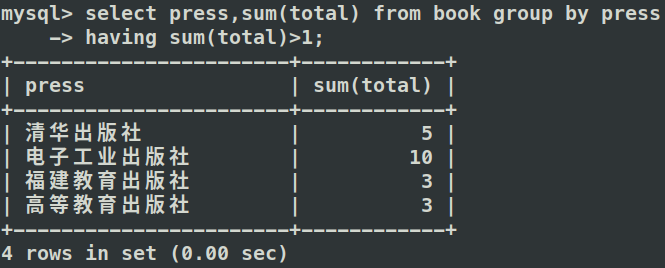 mysql> select press,sum(total) from book group by press
    -> having sum(total)>1;
+-----------------------+------------+
| press                 | sum(total) |
+-----------------------+------------+
| 清华出版社            |          5 |
| 电子工业出版社        |         10 |
| 福建教育出版社        |          3 |
| 高等教育出版社        |          3 |
+-----------------------+------------+
4 rows in set (0.00 sec)